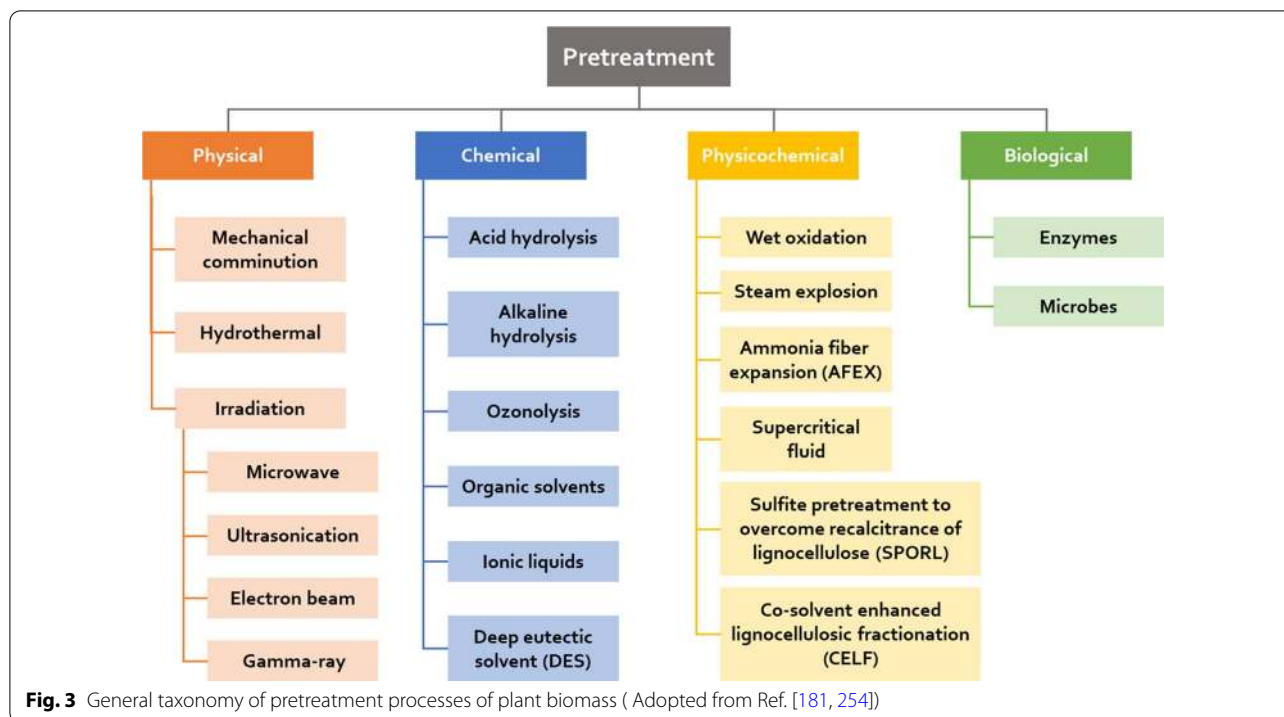 Pretreatment
Physical
Chemical
Physicochemical
Biological
Mechanical
comminution
Hydrothermal
Irradiation
Microwave
Ultrasonication
Electron beam
Gamma-ray
Acid hydrolysis
Alkaline
hydrolysis
Ozonolysis
Organic solvents
Ionic liquids
Deep eutectic
solvent (DES)
Wet oxidation
Steam explosion
Ammonia fiber
expansion (AFEX)
Supercritical
fluid
Sulfite pretreatment to
overcome recalcitrance of
lignocellulose (SPORL)
Co-solvent enhanced
lignocellulosic fractionation
(CELF)
Enzymes
Microbes
Fig. 3 General taxonomy of pretreatment processes of plant biomass ( Adopted from Ref. [181, 254])